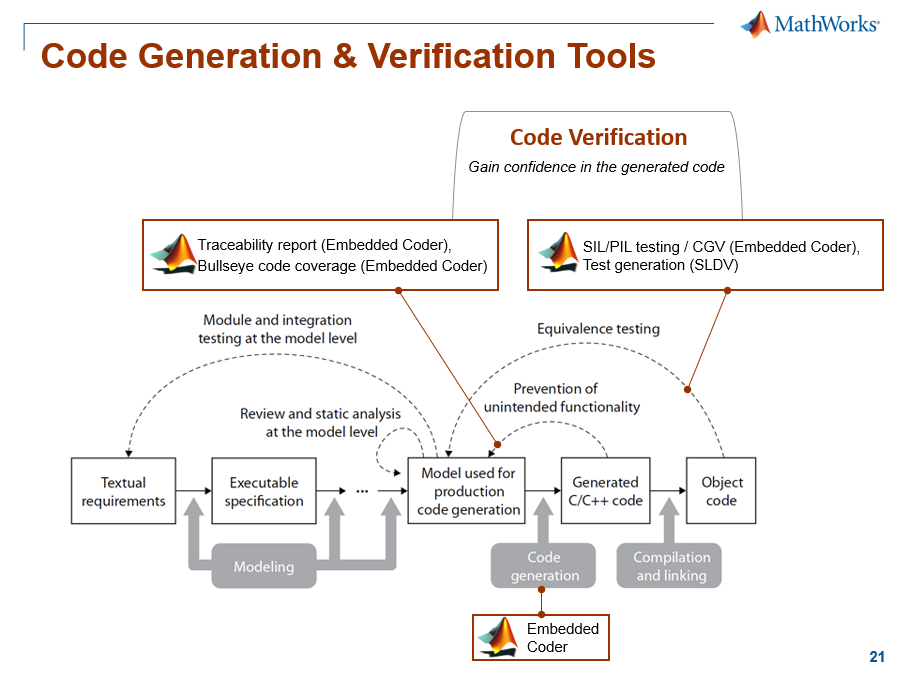 MathWorks®
Code Generation & Verification Tools
Code Verification
Gain confidence in the generated code
Traceability report (Embedded Coder),
Bullseye code coverage (Embedded Coder)
SIL/PIL testing / CGV (Embedded Coder),
Test generation (SLDV)
Module and integration
testing at the model level
Equivalence testing
Prevention of
unintended functionality
Review and static analysis
at the model level
Textual
requirements
Executable
specification
...
Model used for
production
code generation
Generated
C/C++ code
Object
code
Modeling
Code
generation
Compilation
and linking
Embedded
Coder
21